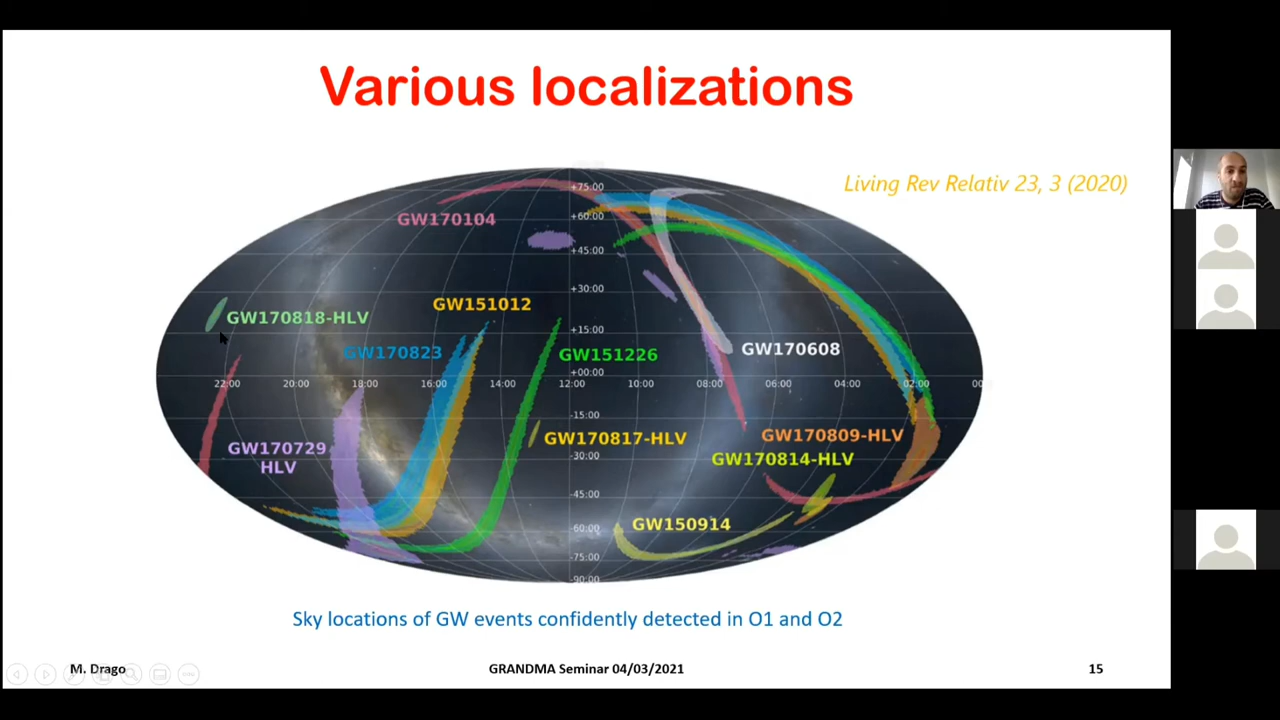 Various localizations
Living Rev Relativ 23, 3 (2020)
+75:00
GW170104
+60:00
+45:00
+30:00
GW151012
GW170818-HLV
+15:00
GW170823
GW151226
GW170608
+00:00
22:00 20:00 18:00 16:00 14:00 12:00 10:00 08:00 06:00 04:00 02:00
-15:00
GW170817-HLV
GW170809-HLV
GW170729
HLV
-30:00
GW170814-HLV
-45:00
-60:00
GW150914
-75:00
-90:00
Sky locations of GW events confidently detected in O1 and O2
M. Drago
GRANDMA Seminar 04/03/2021
15